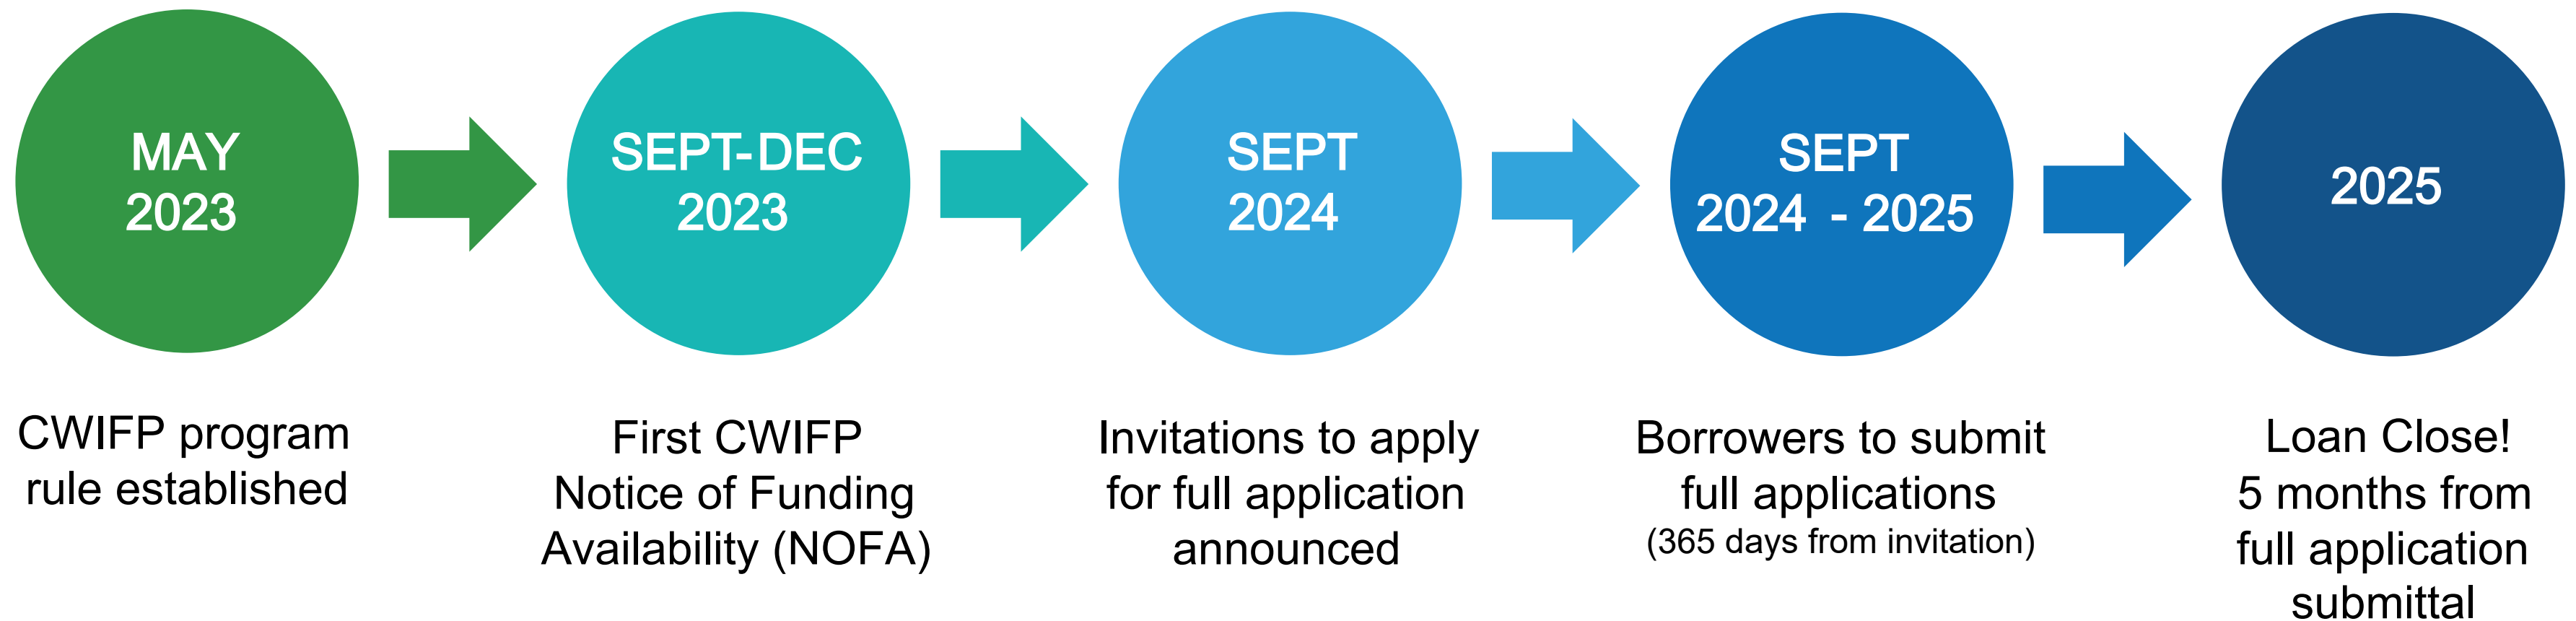 MAY
2023
CWIFP program
rule established
SEPT-DEC
2023
First CWIFP
Notice of Funding
Availability (NOFA)
SEPT
2024
Invitations to apply
for full application
announced
SEPT
2024 - 2025
Borrowers to submit
full applications
(365 days from invitation)
2025
Loan Close!
5 months from
full application
submittal